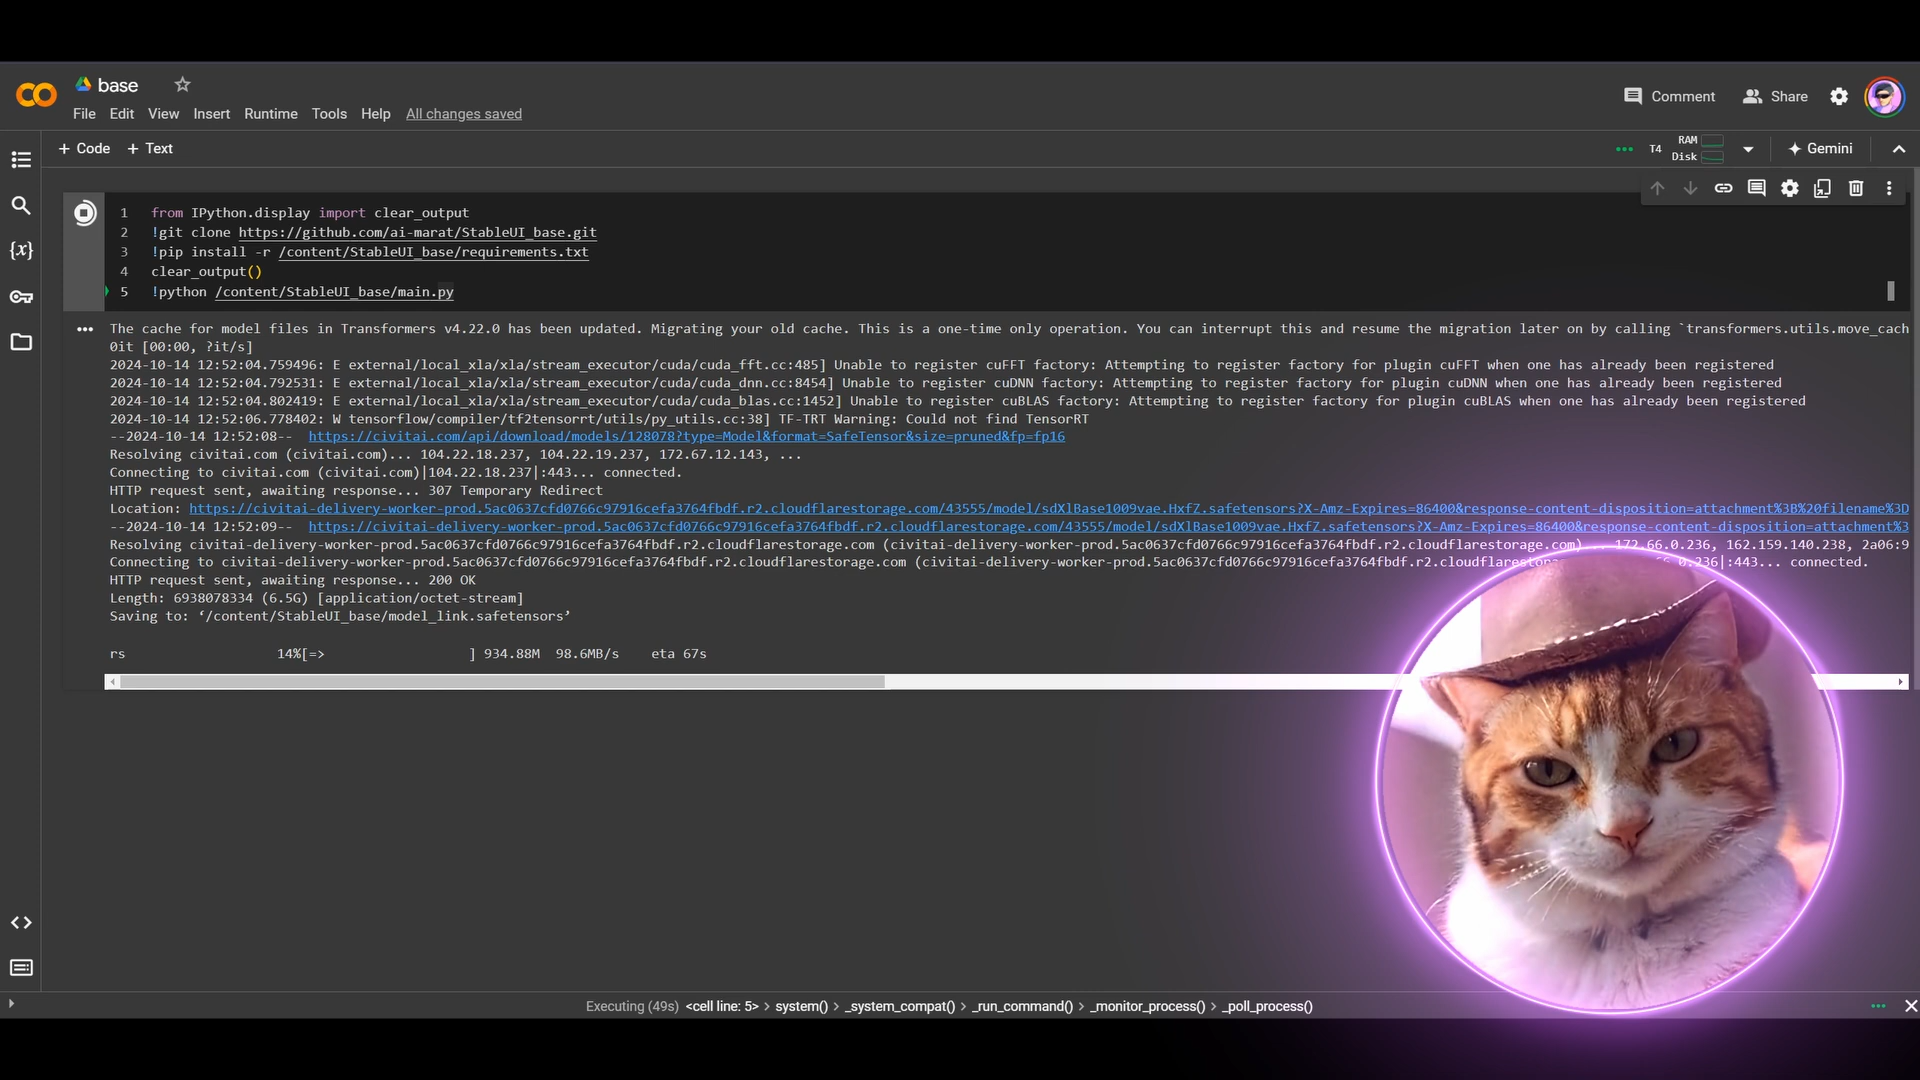 base
File Edit View Insert Runtime Tools Help All changes saved
Comment Share
+ Code + Text
T4 RAM Disk Gemini
1 from IPython.display import clear_output
2 !git clone https://github.com/ai-marat/StableUI_base.git
3 !pip install -r /content/StableUI_base/requirements.txt
4 clear_output()
5 !python /content/StableUI_base/main.py
The cache for model files in Transformers v4.22.0 has been updated. Migrating your old cache. This is a one-time only operation. You can interrupt this and resume the migration later on by calling `transformers.utils.move_cach
0it [00:00, ?it/s]
2024-10-14 12:52:04.759496: E external/local_xla/xla/stream_executor/cuda/cuda_fft.cc:485] Unable to register cuFFT factory: Attempting to register factory for plugin cuFFT when one has already been registered
2024-10-14 12:52:04.792531: E external/local_xla/xla/stream_executor/cuda/cuda_dnn.cc:8454] Unable to register cuDNN factory: Attempting to register factory for plugin cuDNN when one has already been registered
2024-10-14 12:52:04.802419: E external/local_xla/xla/stream_executor/cuda/cuda_blas.cc:1452] Unable to register cuBLAS factory: Attempting to register factory for plugin cuBLAS when one has already been registered
2024-10-14 12:52:06.778402: W tensorflow/compiler/tf2tensorrt/utils/py_utils.cc:38] TF-TRT Warning: Could not find TensorRT
--2024-10-14 12:52:08-- https://civitai.com/api/download/models/128078?type=Model&format=SafeTensor&size=pruned&fp=fp16
Resolving civitai.com (civitai.com)... 104.22.18.237, 104.22.19.237, 172.67.12.143, ...
Connecting to civitai.com (civitai.com)|104.22.18.237|:443... connected.
HTTP request sent, awaiting response... 307 Temporary Redirect
Location: https://civitai-delivery-worker-prod.5ac0637cfd0766c97916cefa3764fbdf.r2.cloudflarestorage.com/43555/model/sdXlBase1009vae.HxfZ.safetensors?X-Amz-Expires=86400&response-content-disposition=attachment%3B%20filename%3D
--2024-10-14 12:52:09-- https://civitai-delivery-worker-prod.5ac0637cfd0766c97916cefa3764fbdf.r2.cloudflarestorage.com/43555/model/sdXlBase1009vae.HxfZ.safetensors?X-Amz-Expires=86400&response-content-disposition=attachment%3
Resolving civitai-delivery-worker-prod.5ac0637cfd0766c97916cefa3764fbdf.r2.cloudflarestorage.com (civitai-delivery-worker-prod.5ac0637cfd0766c97916cefa3764fbdf.r2.cloudflarestorage.com)... 172.66.0.236, 162.159.140.238, 2a06:9
Connecting to civitai-delivery-worker-prod.5ac0637cfd0766c97916cefa3764fbdf.r2.cloudflarestorage.com (civitai-delivery-worker-prod.5ac0637cfd0766c97916cefa3764fbdf.r2.cloudflarestorage 6.0.236|:443... connected.
HTTP request sent, awaiting response... 200 OK
Length: 6938078334 (6.5G) [application/octet-stream]
Saving to: ‘/content/StableUI_base/model_link.safetensors’
rs 14%[=> ] 934.88M 98.6MB/s eta 67s
Executing (49s) <cell line: 5> > system() > _system_compat() > _run_command() > _monitor_process() > _poll_process()